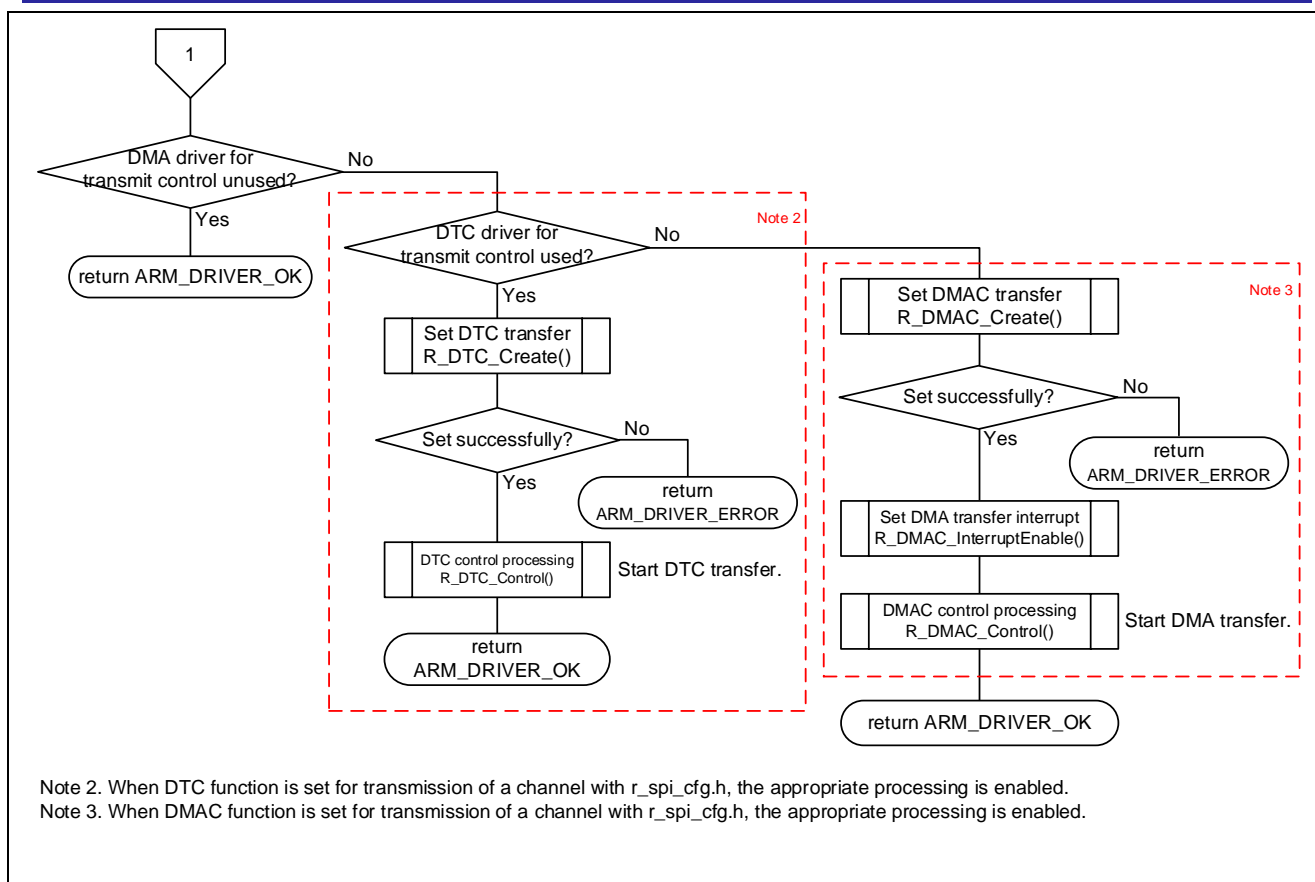 1
DMA driver for
transmit control unused?
No
Yes
return ARM_DRIVER_OK
Note 2
DTC driver for
transmit control used?
No
Yes
Set DTC transfer
R_DTC_Create()
Set successfully?
No
Yes
return
ARM_DRIVER_ERROR
DTC control processing
R_DTC_Control()
Start DTC transfer.
return
ARM_DRIVER_OK
Note 3
Set DMAC transfer
R_DMAC_Create()
Set successfully?
No
Yes
return
ARM_DRIVER_ERROR
Set DMA transfer interrupt
R_DMAC_InterruptEnable()
DMAC control processing
R_DMAC_Control()
Start DMA transfer.
return ARM_DRIVER_OK
Note 2. When DTC function is set for transmission of a channel with r_spi_cfg.h, the appropriate processing is enabled.
Note 3. When DMAC function is set for transmission of a channel with r_spi_cfg.h, the appropriate processing is enabled.